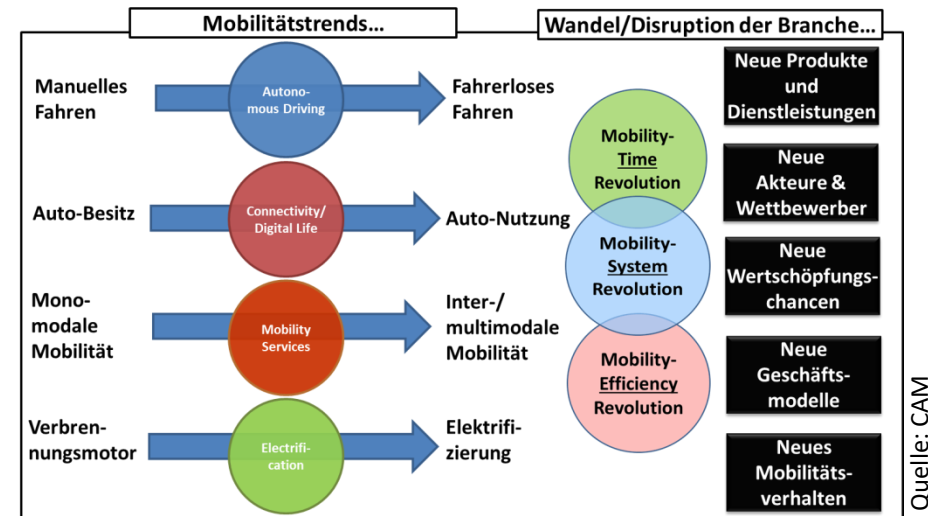 Mobilitätstrends...
Wandel/Disruption der Branche...
Manuelles
Fahren
Autono-
mous Driving
Fahrerloses
Fahren
Auto-Besitz
Connectivity/
Digital Life
Auto-Nutzung
Mono-
modale
Mobilität
Mobility
Services
Inter-/
multimodale
Mobilität
Verbren-
nungsmotor
Electrifi-
cation
Elektrifi-
zierung
Mobility-
Time
Revolution
Mobility-
System
Revolution
Mobility-
Efficiency
Revolution
Neue Produkte
und
Dienstleistungen
Neue
Akteure &
Wettbewerber
Neue
Wertschöpfungs-
chancen
Neue
Geschäfts-
modelle
Neues
Mobilitäts-
verhalten
Quelle: CAM